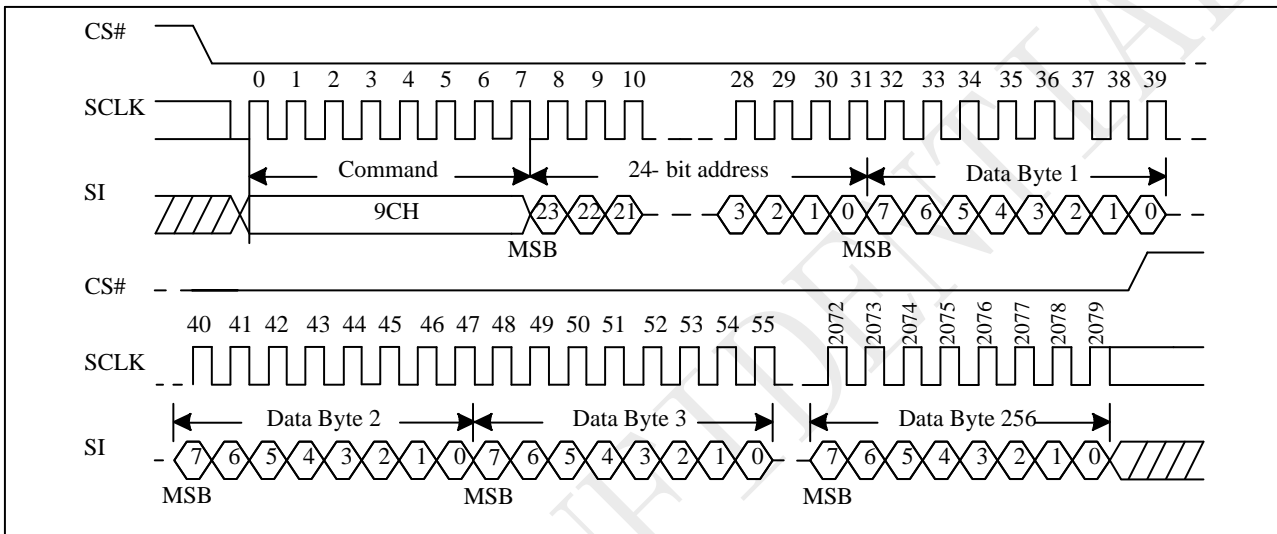 CS#
0 1 2 3 4 5 6 7 8 9 10 28 29 30 31 32 33 34 35 36 37 38 39
SCLK
Command 24- bit address Data Byte 1
SI
9CH 23 22 21 3 2 1 0 7 6 5 4 3 2 1 0
MSB MSB
CS#
40 41 42 43 44 45 46 47 48 49 50 51 52 53 54 55 2072 2073 2074 2075 2076 2077 2078 2079
SCLK
Data Byte 2 Data Byte 3 Data Byte 256
SI
7 6 5 4 3 2 1 0 7 6 5 4 3 2 1 0 7 6 5 4 3 2 1 0
MSB MSB MSB